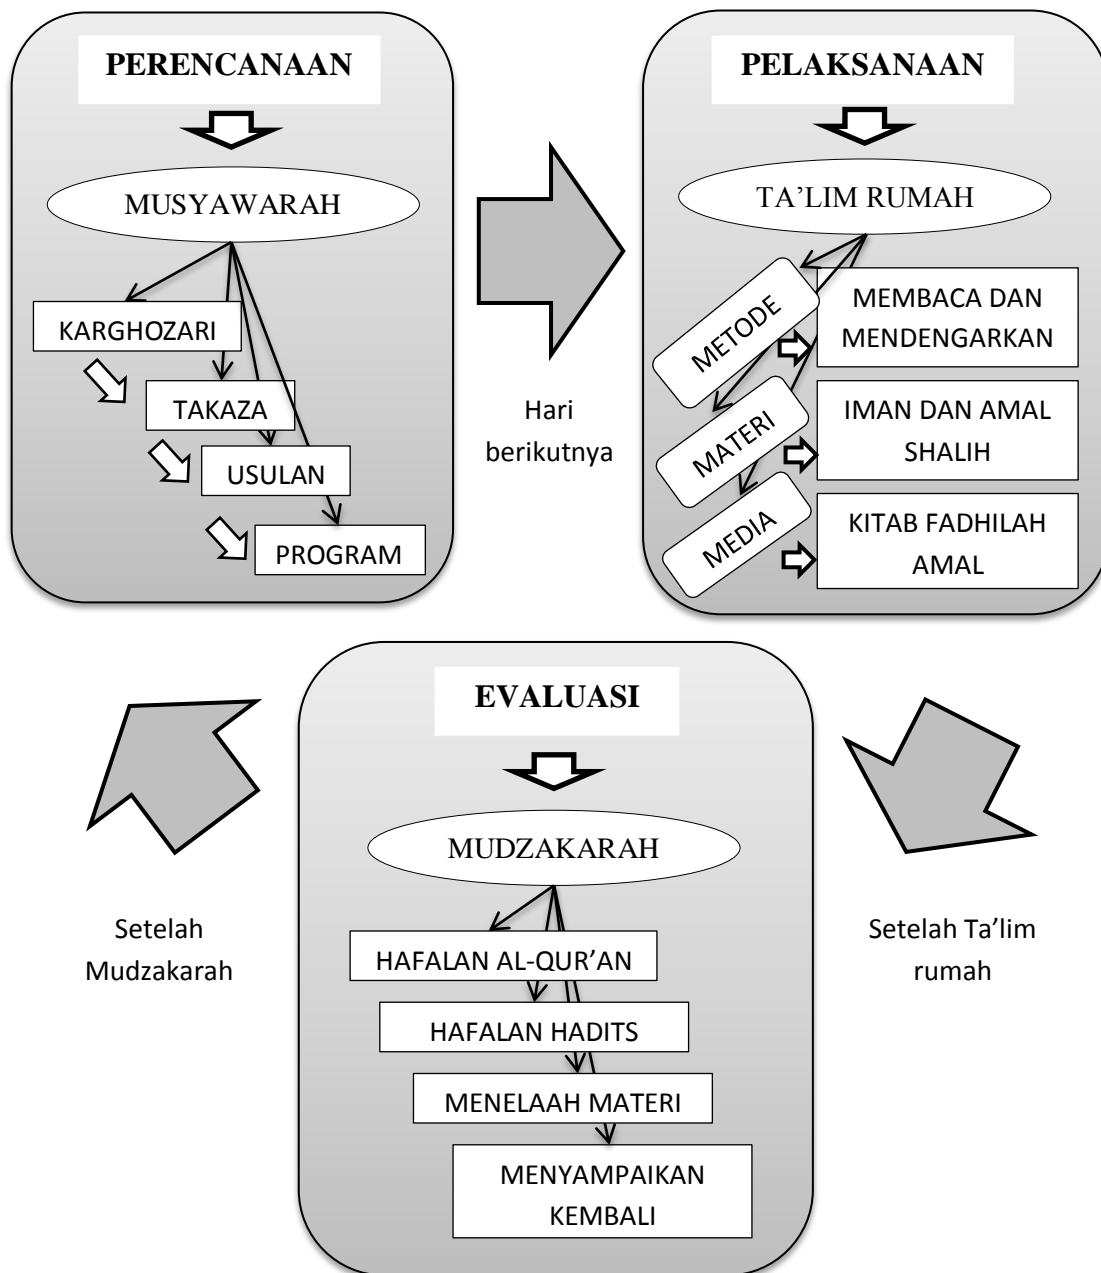 PERENCANAAN
MUSYAWARAH
KARGHOZARI
TAKAZA
USULAN
PROGRAM
Hari
berikutnya
PELAKSANAAN
TA’LIM RUMAH
METODE
MEMBACA DAN
MENDENGARKAN
MATERI
IMAN DAN AMAL
SHALIH
MEDIA
KITAB FADHILAH
AMAL
Setelah Ta’lim
rumah
EVALUASI
MUDZAKARAH
HAFALAN AL-QUR’AN
HAFALAN HADITS
MENELAAH MATERI
MENYAMPAIKAN
KEMBALI
Setelah
Mudzakarah